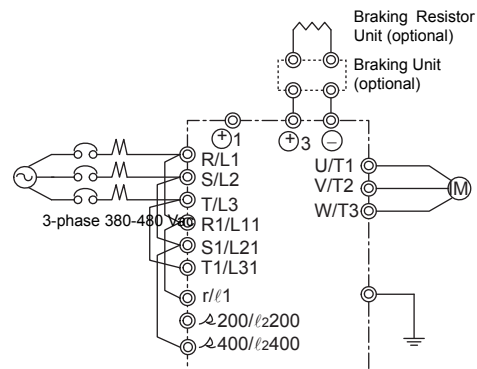 Braking Resistor
Unit (optional)
Braking Unit
(optional)
⊕1
⊕3
⊖
R/L1
S/L2
T/L3
3-phase 380-480 Vac
R1/L11
S1/L21
T1/L31
r/ℓ1
⊿200/ℓ2200
⊿400/ℓ2400
U/T1
V/T2
W/T3
IM